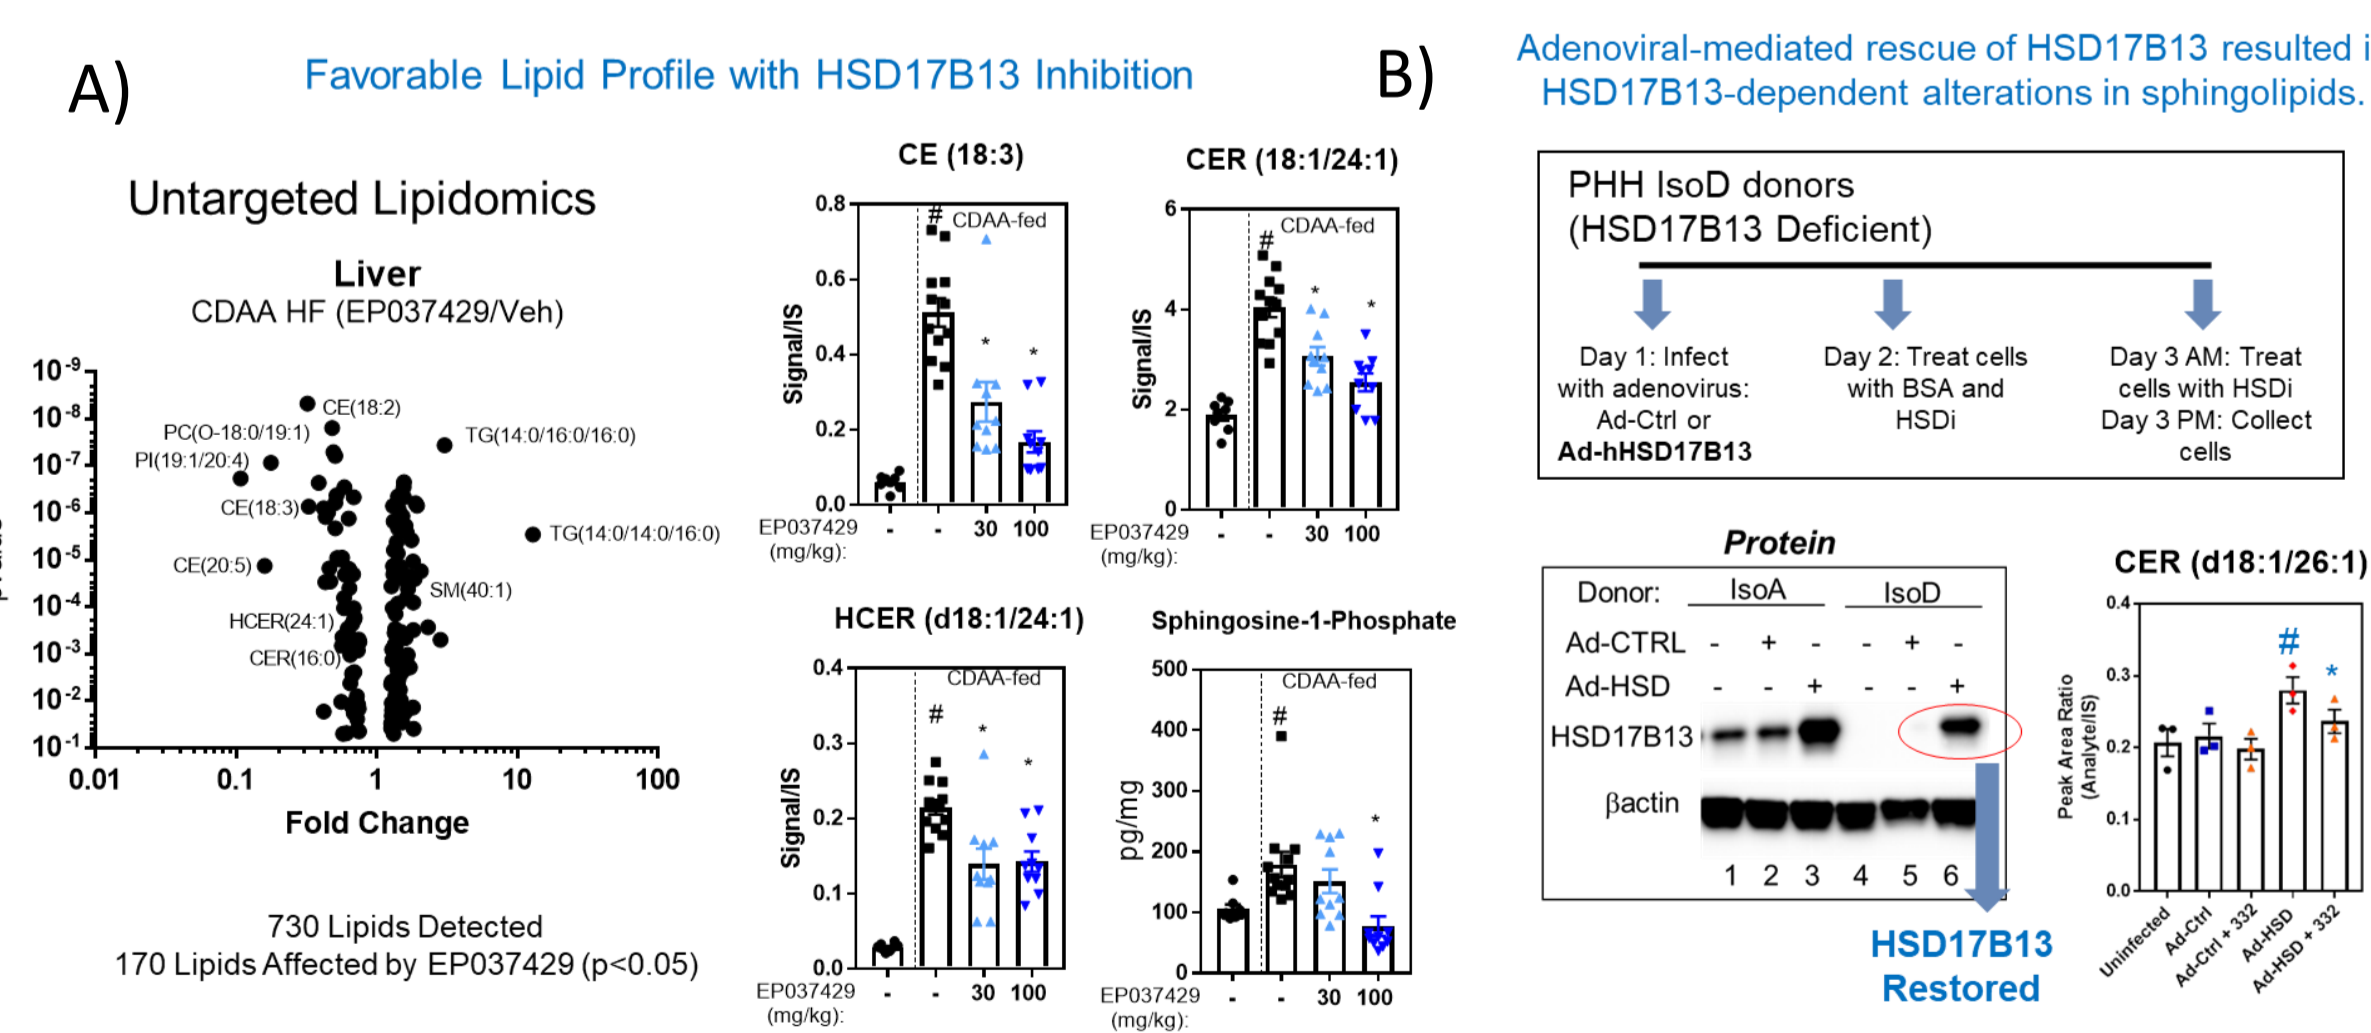 A)
Favorable Lipid Profile with HSD17B13 Inhibition
Untargeted Lipidomics
Liver
CDAA HF (EP037429/Veh)
10-9
10-8
10-7
10-6
10-5
10-4
10-3
10-2
10-1
CE(18:2)
PC(O-18:0/19:1)
TG(14:0/16:0/16:0)
PI(19:1/20:4)
CE(18:3)
TG(14:0/14:0/16:0)
CE(20:5)
SM(40:1)
HCER(24:1)
CER(16:0)
0.01 0.1 1 10 100
Fold Change
730 Lipids Detected
170 Lipids Affected by EP037429 (p<0.05)
CE (18:3)
0.8
0.6
0.4
0.2
0.0
Signal/IS
CDAA-fed
#
*
*
EP037429 - - 30 100
(mg/kg):
CER (18:1/24:1)
6
4
2
0
Signal/IS
CDAA-fed
#
*
*
EP037429 - - 30 100
(mg/kg):
HCER (d18:1/24:1)
0.4
0.3
0.2
0.1
0.0
Signal/IS
CDAA-fed
#
*
*
EP037429 - - 30 100
(mg/kg):
Sphingosine-1-Phosphate
500
400
300
200
100
0
pg/mg
CDAA-fed
#
*
EP037429 - - 30 100
(mg/kg):
B)
Adenoviral-mediated rescue of HSD17B13 resulted i
HSD17B13-dependent alterations in sphingolipids.
PHH IsoD donors
(HSD17B13 Deficient)
Day 1: Infect
with adenovirus:
Ad-Ctrl or
Ad-hHSD17B13
Day 2: Treat cells
with BSA and
HSDi
Day 3 AM: Treat
cells with HSDi
Day 3 PM: Collect
cells
Protein
Donor: IsoA IsoD
Ad-CTRL - + - - + -
Ad-HSD - - + - - +
HSD17B13
βactin
1 2 3 4 5 6
HSD17B13
Restored
CER (d18:1/26:1)
0.4
0.3
0.2
0.1
0.0
Peak Area Ratio
(Analyte/IS)
#
*
Uninfected
Ad-Ctrl
Ad-Ctrl + 332
Ad-HSD
Ad-HSD + 332